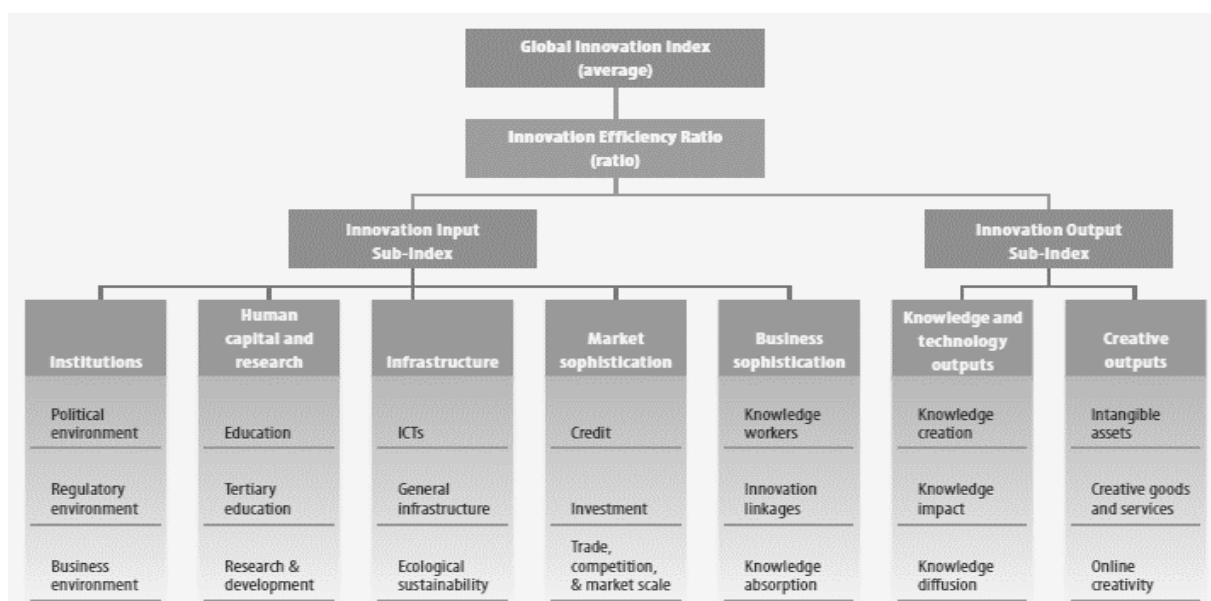 Global Innovation Index
(average)
Innovation Efficiency Ratio
(ratio)
Innovation Input
Sub-Index
Innovation Output
Sub-Index
Institutions
Human
capital and
research
Infrastructure
Market
sophistication
Business
sophistication
Knowledge and
technology
outputs
Creative
outputs
Political
environment
Education
ICTs
Credit
Knowledge
workers
Knowledge
creation
Intangible
assets
Regulatory
environment
Tertiary
education
General
infrastructure
Investment
Innovation
linkages
Knowledge
impact
Creative goods
and services
Business
environment
Research &
development
Ecological
sustainability
Trade,
competition,
& market scale
Knowledge
absorption
Knowledge
diffusion
Online
creativity